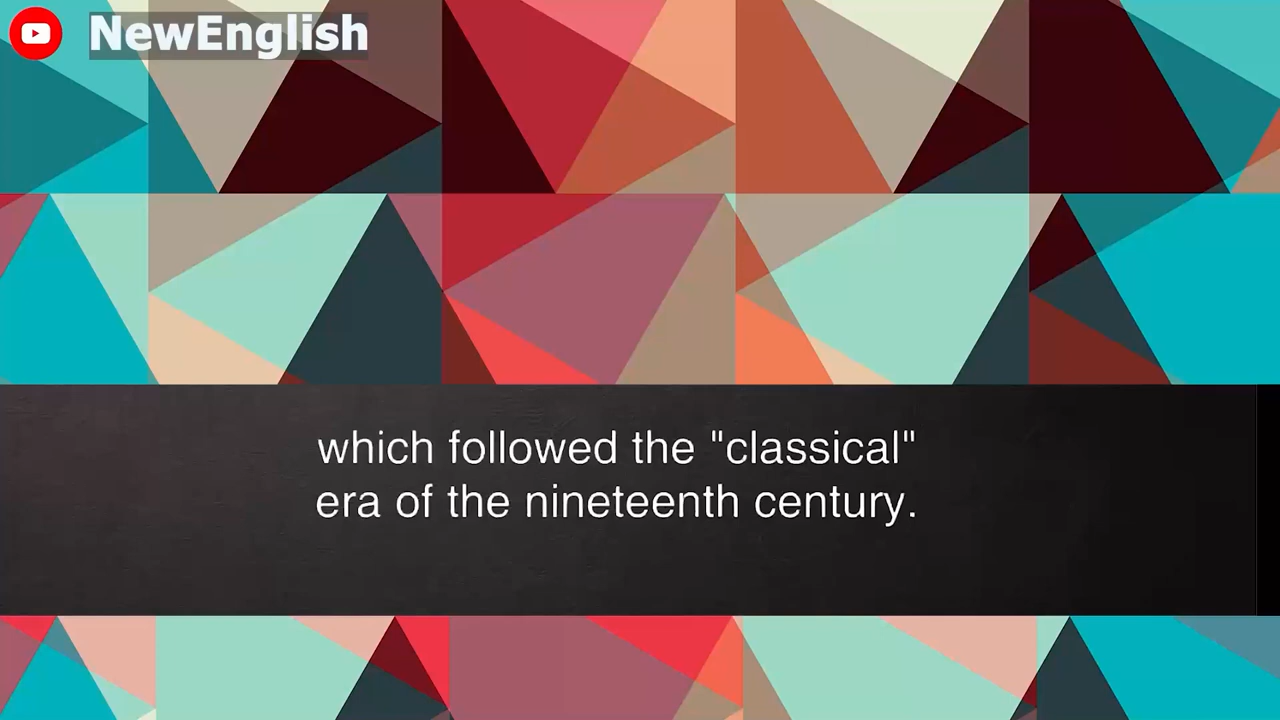 NewEnglish
which followed the "classical"
era of the nineteenth century.